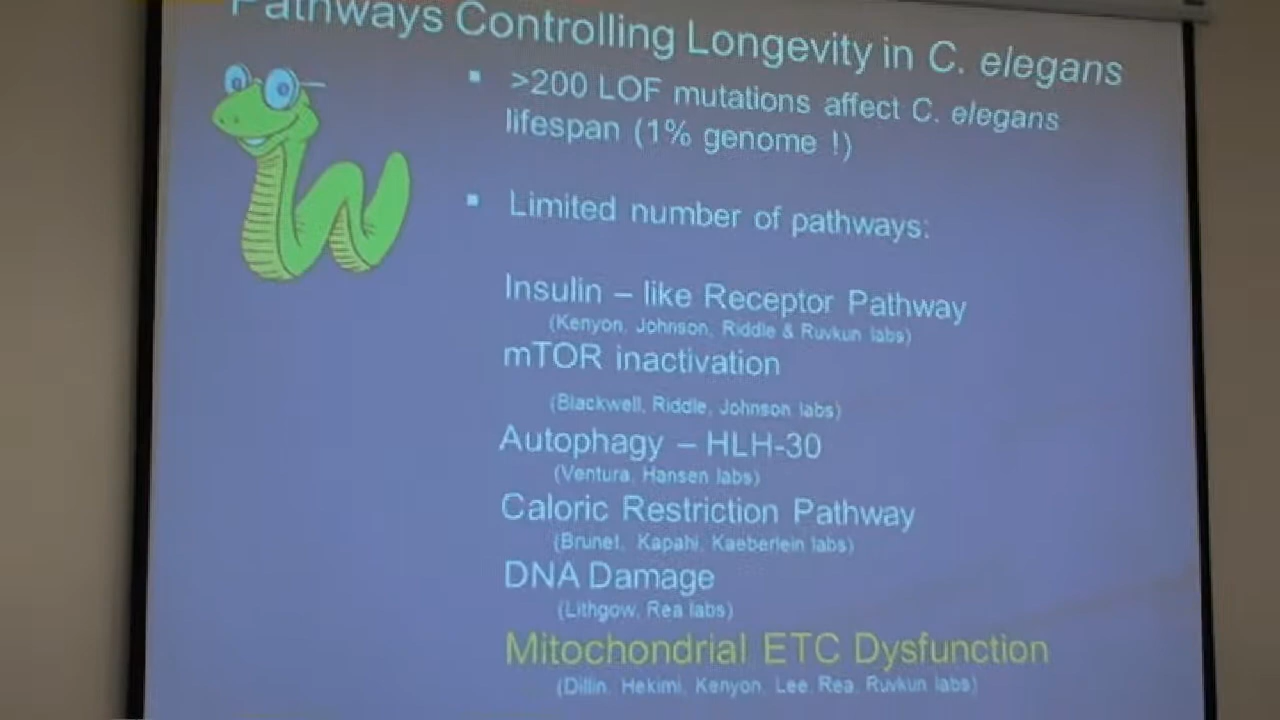 Pathways Controlling Longevity in C. elegans
▪ >200 LOF mutations affect C. elegans
lifespan (1% genome !)
▪ Limited number of pathways:
Insulin – like Receptor Pathway
(Kenyon, Johnson, Riddle & Ruvkun labs)
mTOR inactivation
(Blackwell, Riddle, Johnson labs)
Autophagy – HLH-30
(Ventura, Hansen labs)
Caloric Restriction Pathway
(Brunet, Kapahi, Kaeberlein labs)
DNA Damage
(Lithgow, Rea labs)
Mitochondrial ETC Dysfunction
(Dillin, Hekimi, Kenyon, Lee, Rea, Ruvkun labs)